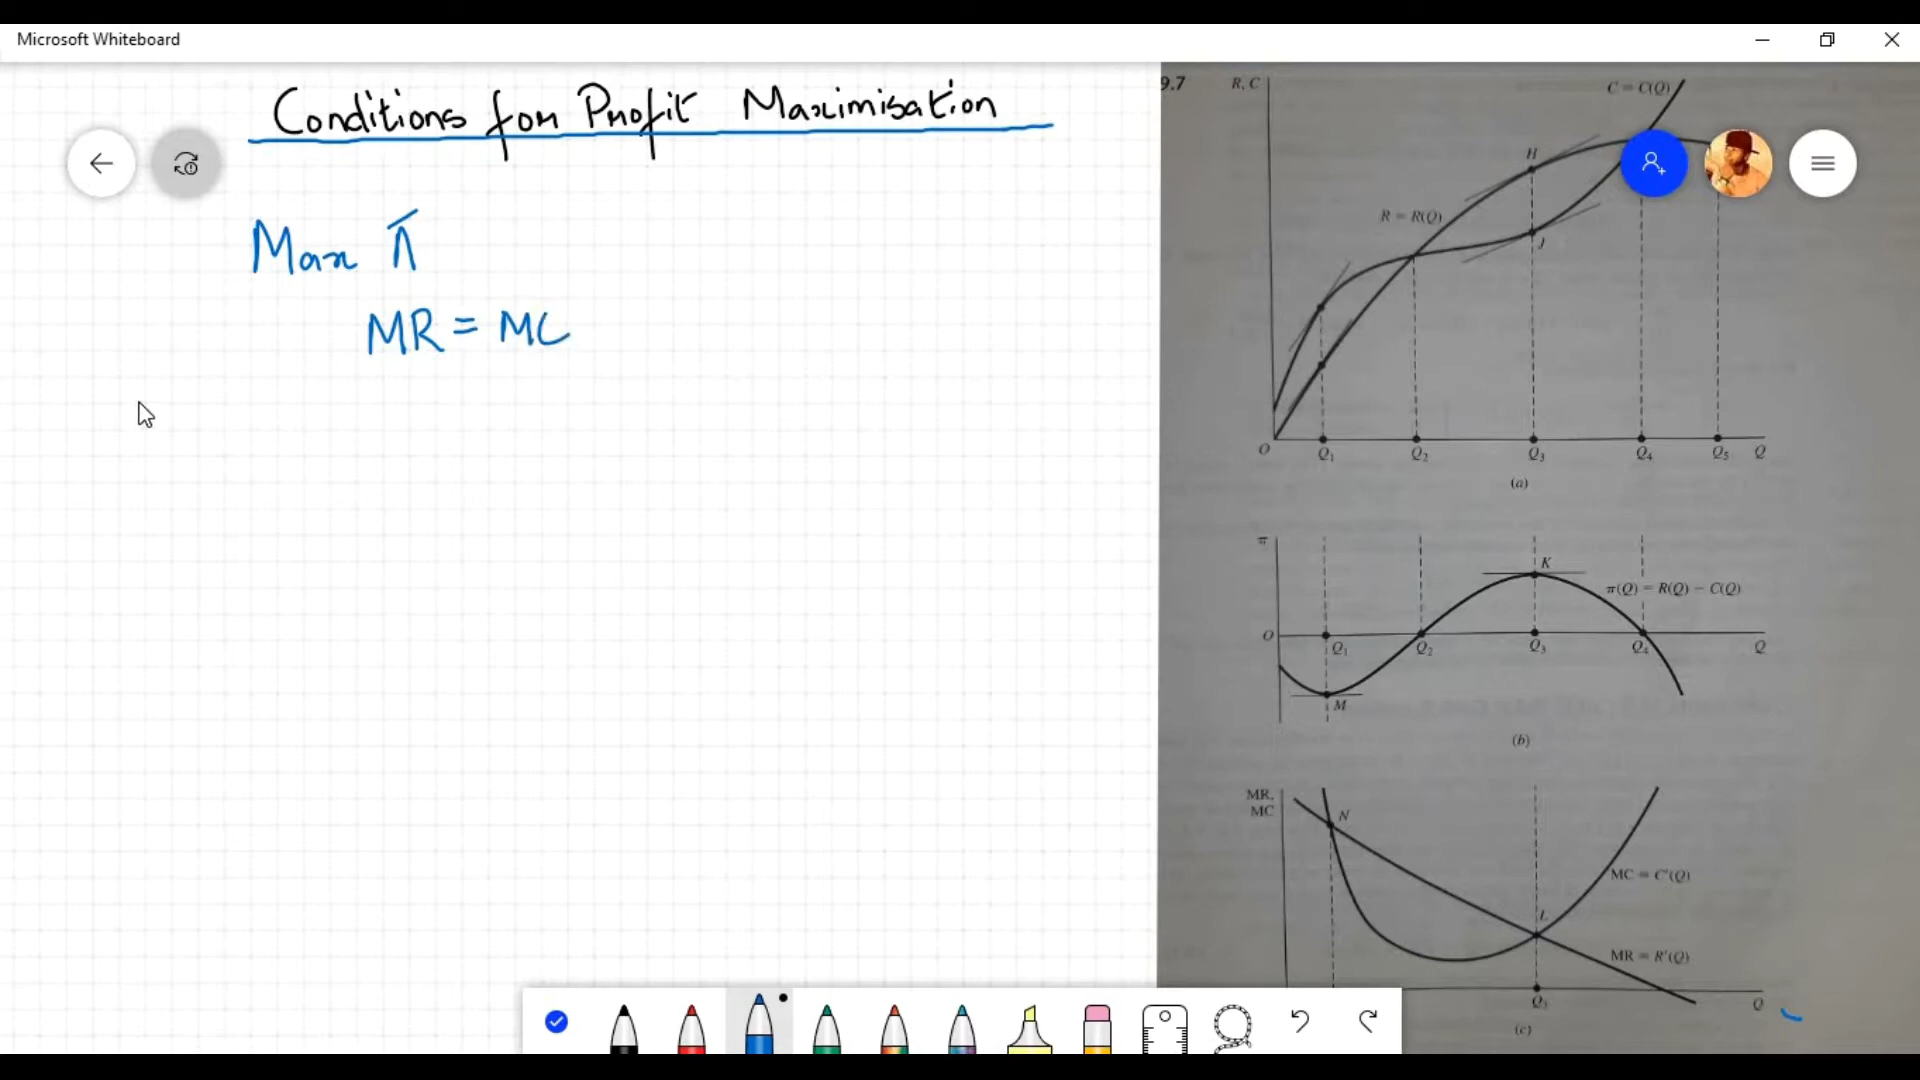 Microsoft Whiteboard
Conditions for Profit Maximisation
Max π
MR = MC
9.7
R, C
C = C(Q)
H
R = R(Q)
J
O
Q₁ Q₂ Q₃ Q₄ Q₅ Q
(a)
π
K
π(Q) = R(Q) − C(Q)
O
Q₁ Q₂ Q₃ Q₄ Q
M
(b)
MR,
MC
N
MC = C'(Q)
L
MR = R'(Q)
Q₃ Q
(c)